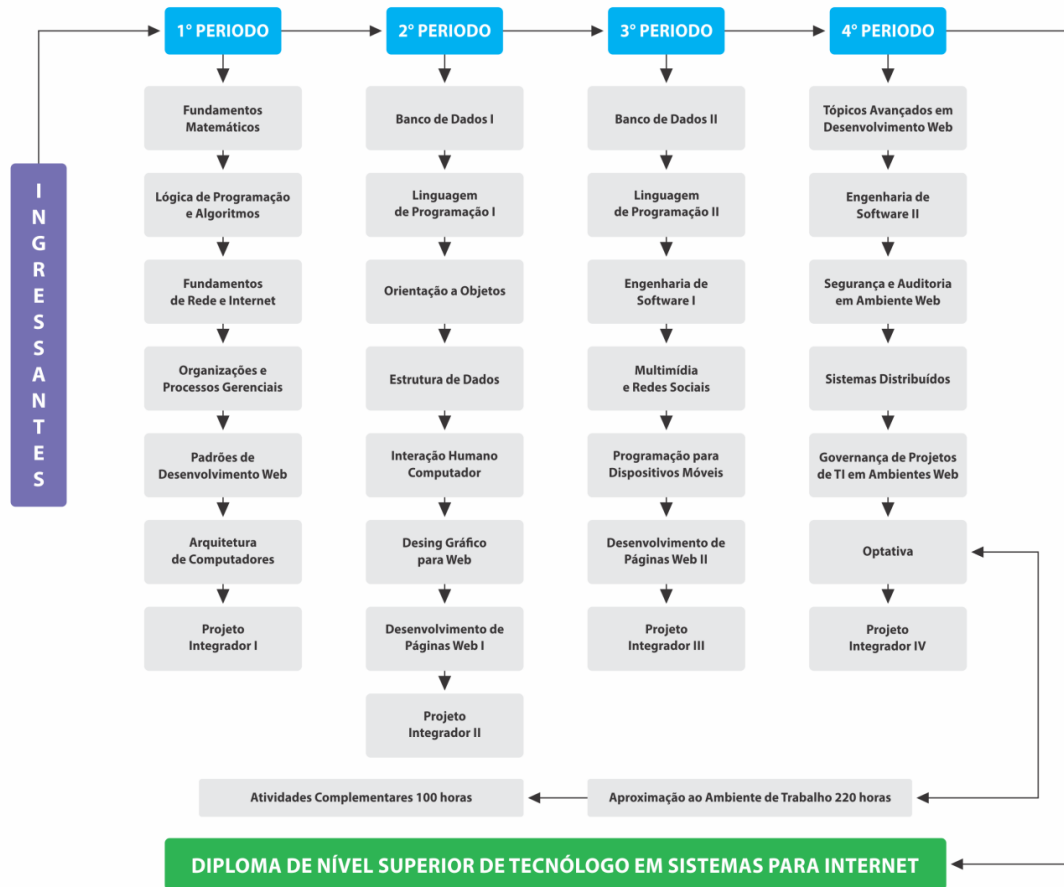 INGRESSANTES
1° PERIODO
Fundamentos
Matemáticos
Lógica de Programação
e Algoritmos
Fundamentos
de Rede e Internet
Organizações e
Processos Gerenciais
Padrões de
Desenvolvimento Web
Arquitetura
de Computadores
Projeto
Integrador I
2° PERIODO
Banco de Dados I
Linguagem
de Programação I
Orientação a Objetos
Estrutura de Dados
Interação Humano
Computador
Desing Gráfico
para Web
Desenvolvimento de
Páginas Web I
Projeto
Integrador II
3° PERIODO
Banco de Dados II
Linguagem
de Programação II
Engenharia de
Software I
Multimídia
e Redes Sociais
Programação para
Dispositivos Móveis
Desenvolvimento de
Páginas Web II
Projeto
Integrador III
4° PERIODO
Tópicos Avançados em
Desenvolvimento Web
Engenharia de
Software II
Segurança e Auditoria
em Ambiente Web
Sistemas Distribuídos
Governança de Projetos
de TI em Ambientes Web
Optativa
Projeto
Integrador IV
Atividades Complementares 100 horas
Aproximação ao Ambiente de Trabalho 220 horas
DIPLOMA DE NÍVEL SUPERIOR DE TECNÓLOGO EM SISTEMAS PARA INTERNET